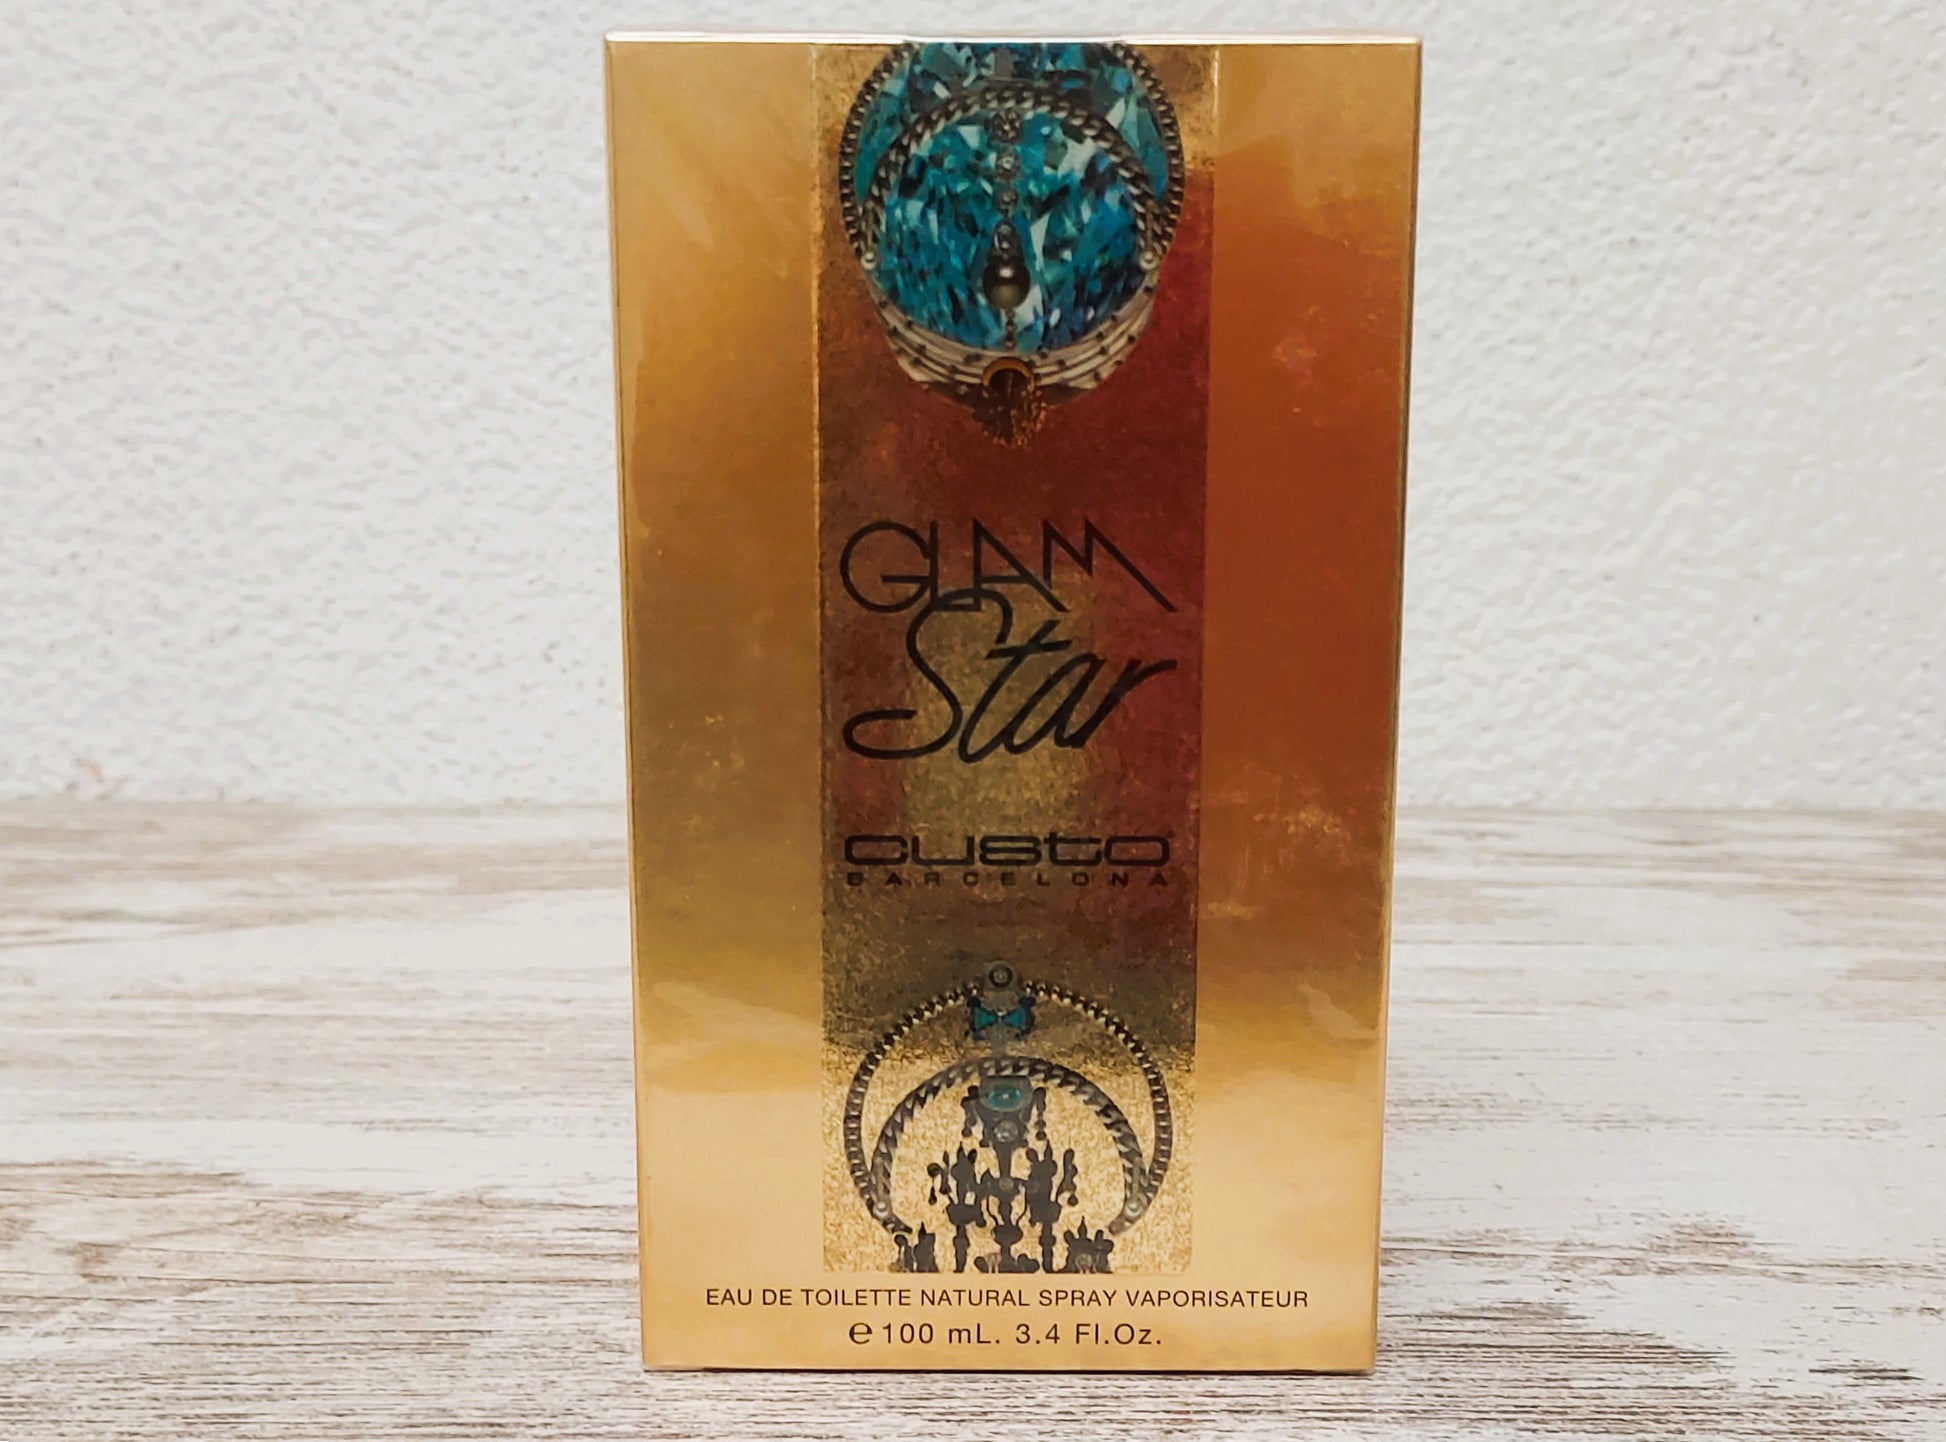 GLAM
Star
custo
BARCELONA
EAU DE TOILETTE NATURAL SPRAY VAPORISATEUR
℮ 100 mL. 3.4 Fl.Oz.